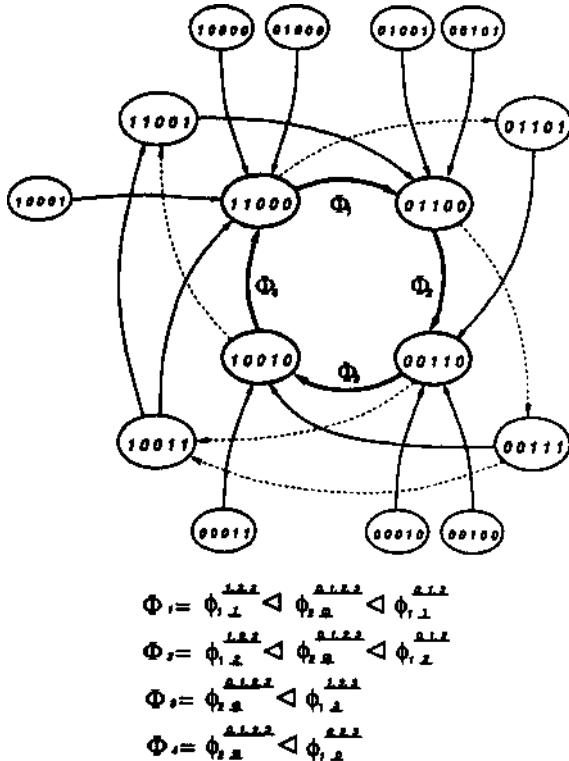 10000 01000 01001 00101
11001 01101
10001 11000 Φ₁ 01100
Φ₄ Φ₂
10010 Φ₃ 00110
10011 00111
00011 00010 00100
Φ₁ = φ₁ ◁ φ₂ ◁ φ₁
Φ₂ = φ₁ ◁ φ₂ ◁ φ₁
Φ₃ = φ₂ ◁ φ₁
Φ₄ = φ₂ ◁ φ₁